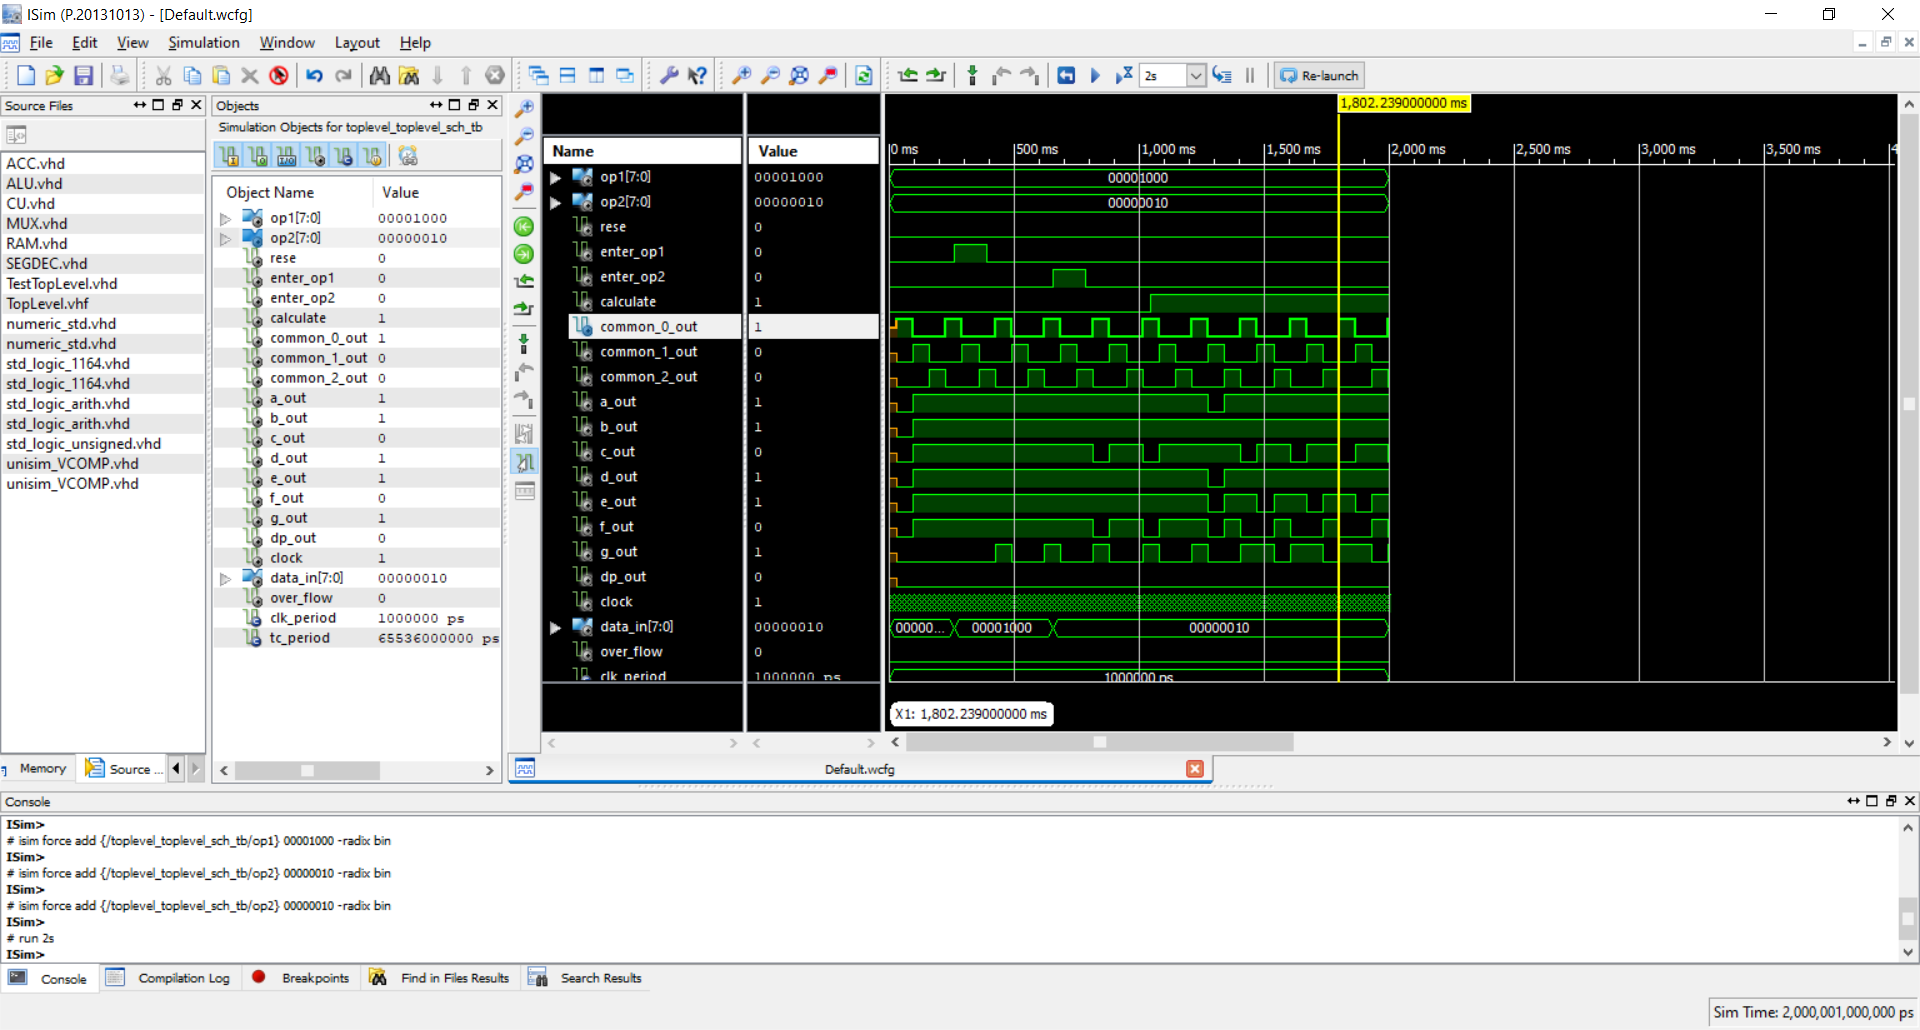 ISim (P.20131013) - [Default.wcfg]
File Edit View Simulation Window Layout Help
2s
Re-launch
Source Files
ACC.vhd
ALU.vhd
CU.vhd
MUX.vhd
RAM.vhd
SEGDEC.vhd
TestTopLevel.vhd
TopLevel.vhf
numeric_std.vhd
numeric_std.vhd
std_logic_1164.vhd
std_logic_1164.vhd
std_logic_arith.vhd
std_logic_arith.vhd
std_logic_unsigned.vhd
unisim_VCOMP.vhd
unisim_VCOMP.vhd
Memory
Source ...
Objects
Simulation Objects for toplevel_toplevel_sch_tb
Object Name Value
op1[7:0] 00001000
op2[7:0] 00000010
rese 0
enter_op1 0
enter_op2 0
calculate 1
common_0_out 1
common_1_out 0
common_2_out 0
a_out 1
b_out 1
c_out 0
d_out 1
e_out 1
f_out 0
g_out 1
dp_out 0
clock 1
data_in[7:0] 00000010
over_flow 0
clk_period 1000000 ps
tc_period 65536000000 ps
1,802.239000000 ms
Name Value
0 ms 500 ms 1,000 ms 1,500 ms 2,000 ms 2,500 ms 3,000 ms 3,500 ms 4
op1[7:0] 00001000 00001000
op2[7:0] 00000010 00000010
rese 0
enter_op1 0
enter_op2 0
calculate 1
common_0_out 1
common_1_out 0
common_2_out 0
a_out 1
b_out 1
c_out 0
d_out 1
e_out 1
f_out 0
g_out 1
dp_out 0
clock 1
data_in[7:0] 00000010 00000... 00001000 00000010
over_flow 0
clk_period 1000000 ps 1000000 ps
X1: 1,802.239000000 ms
Default.wcfg
Console
ISim>
# isim force add {/toplevel_toplevel_sch_tb/op1} 00001000 -radix bin
ISim>
# isim force add {/toplevel_toplevel_sch_tb/op2} 00000010 -radix bin
ISim>
# isim force add {/toplevel_toplevel_sch_tb/op2} 00000010 -radix bin
ISim>
# run 2s
ISim>
Console Compilation Log Breakpoints Find in Files Results Search Results
Sim Time: 2,000,001,000,000 ps